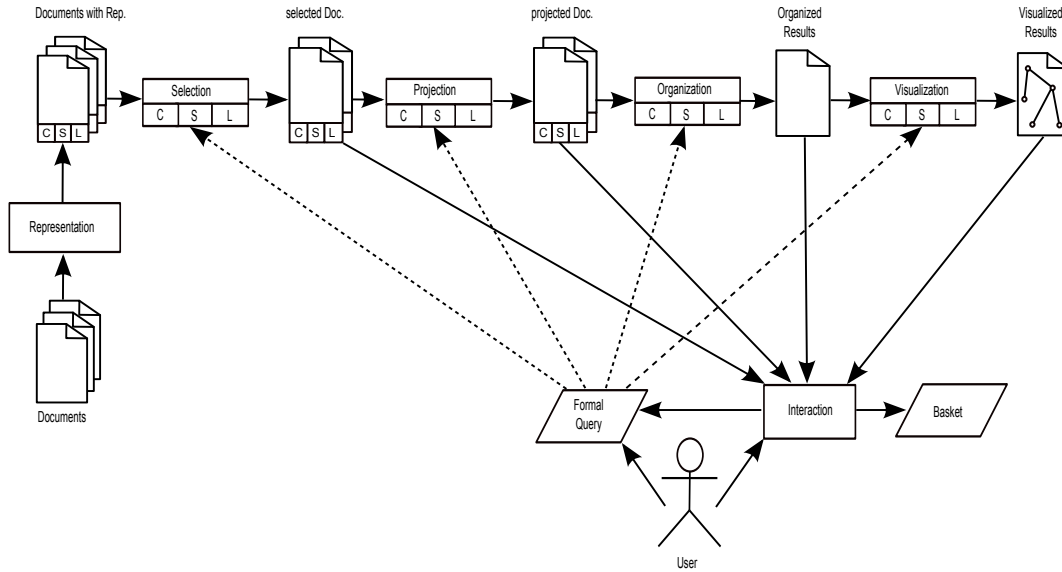 Documents with Rep.
selected Doc.
projected Doc.
Organized
Results
Visualized
Results
Selection
C S L
Projection
C S L
Organization
C S L
Visualization
C S L
C S L
C S L
C S L
Representation
Documents
Formal
Query
Interaction
Basket
User